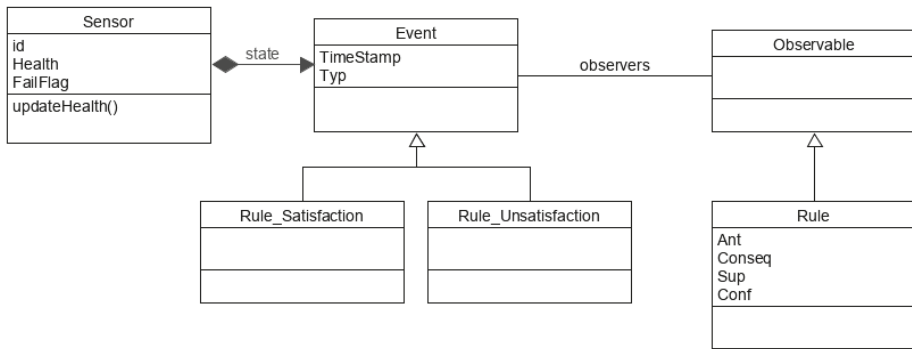 Sensor
id
Health
FailFlag
updateHealth()
state
Event
TimeStamp
Typ
observers
Observable
Rule_Satisfaction
Rule_Unsatisfaction
Rule
Ant
Conseq
Sup
Conf